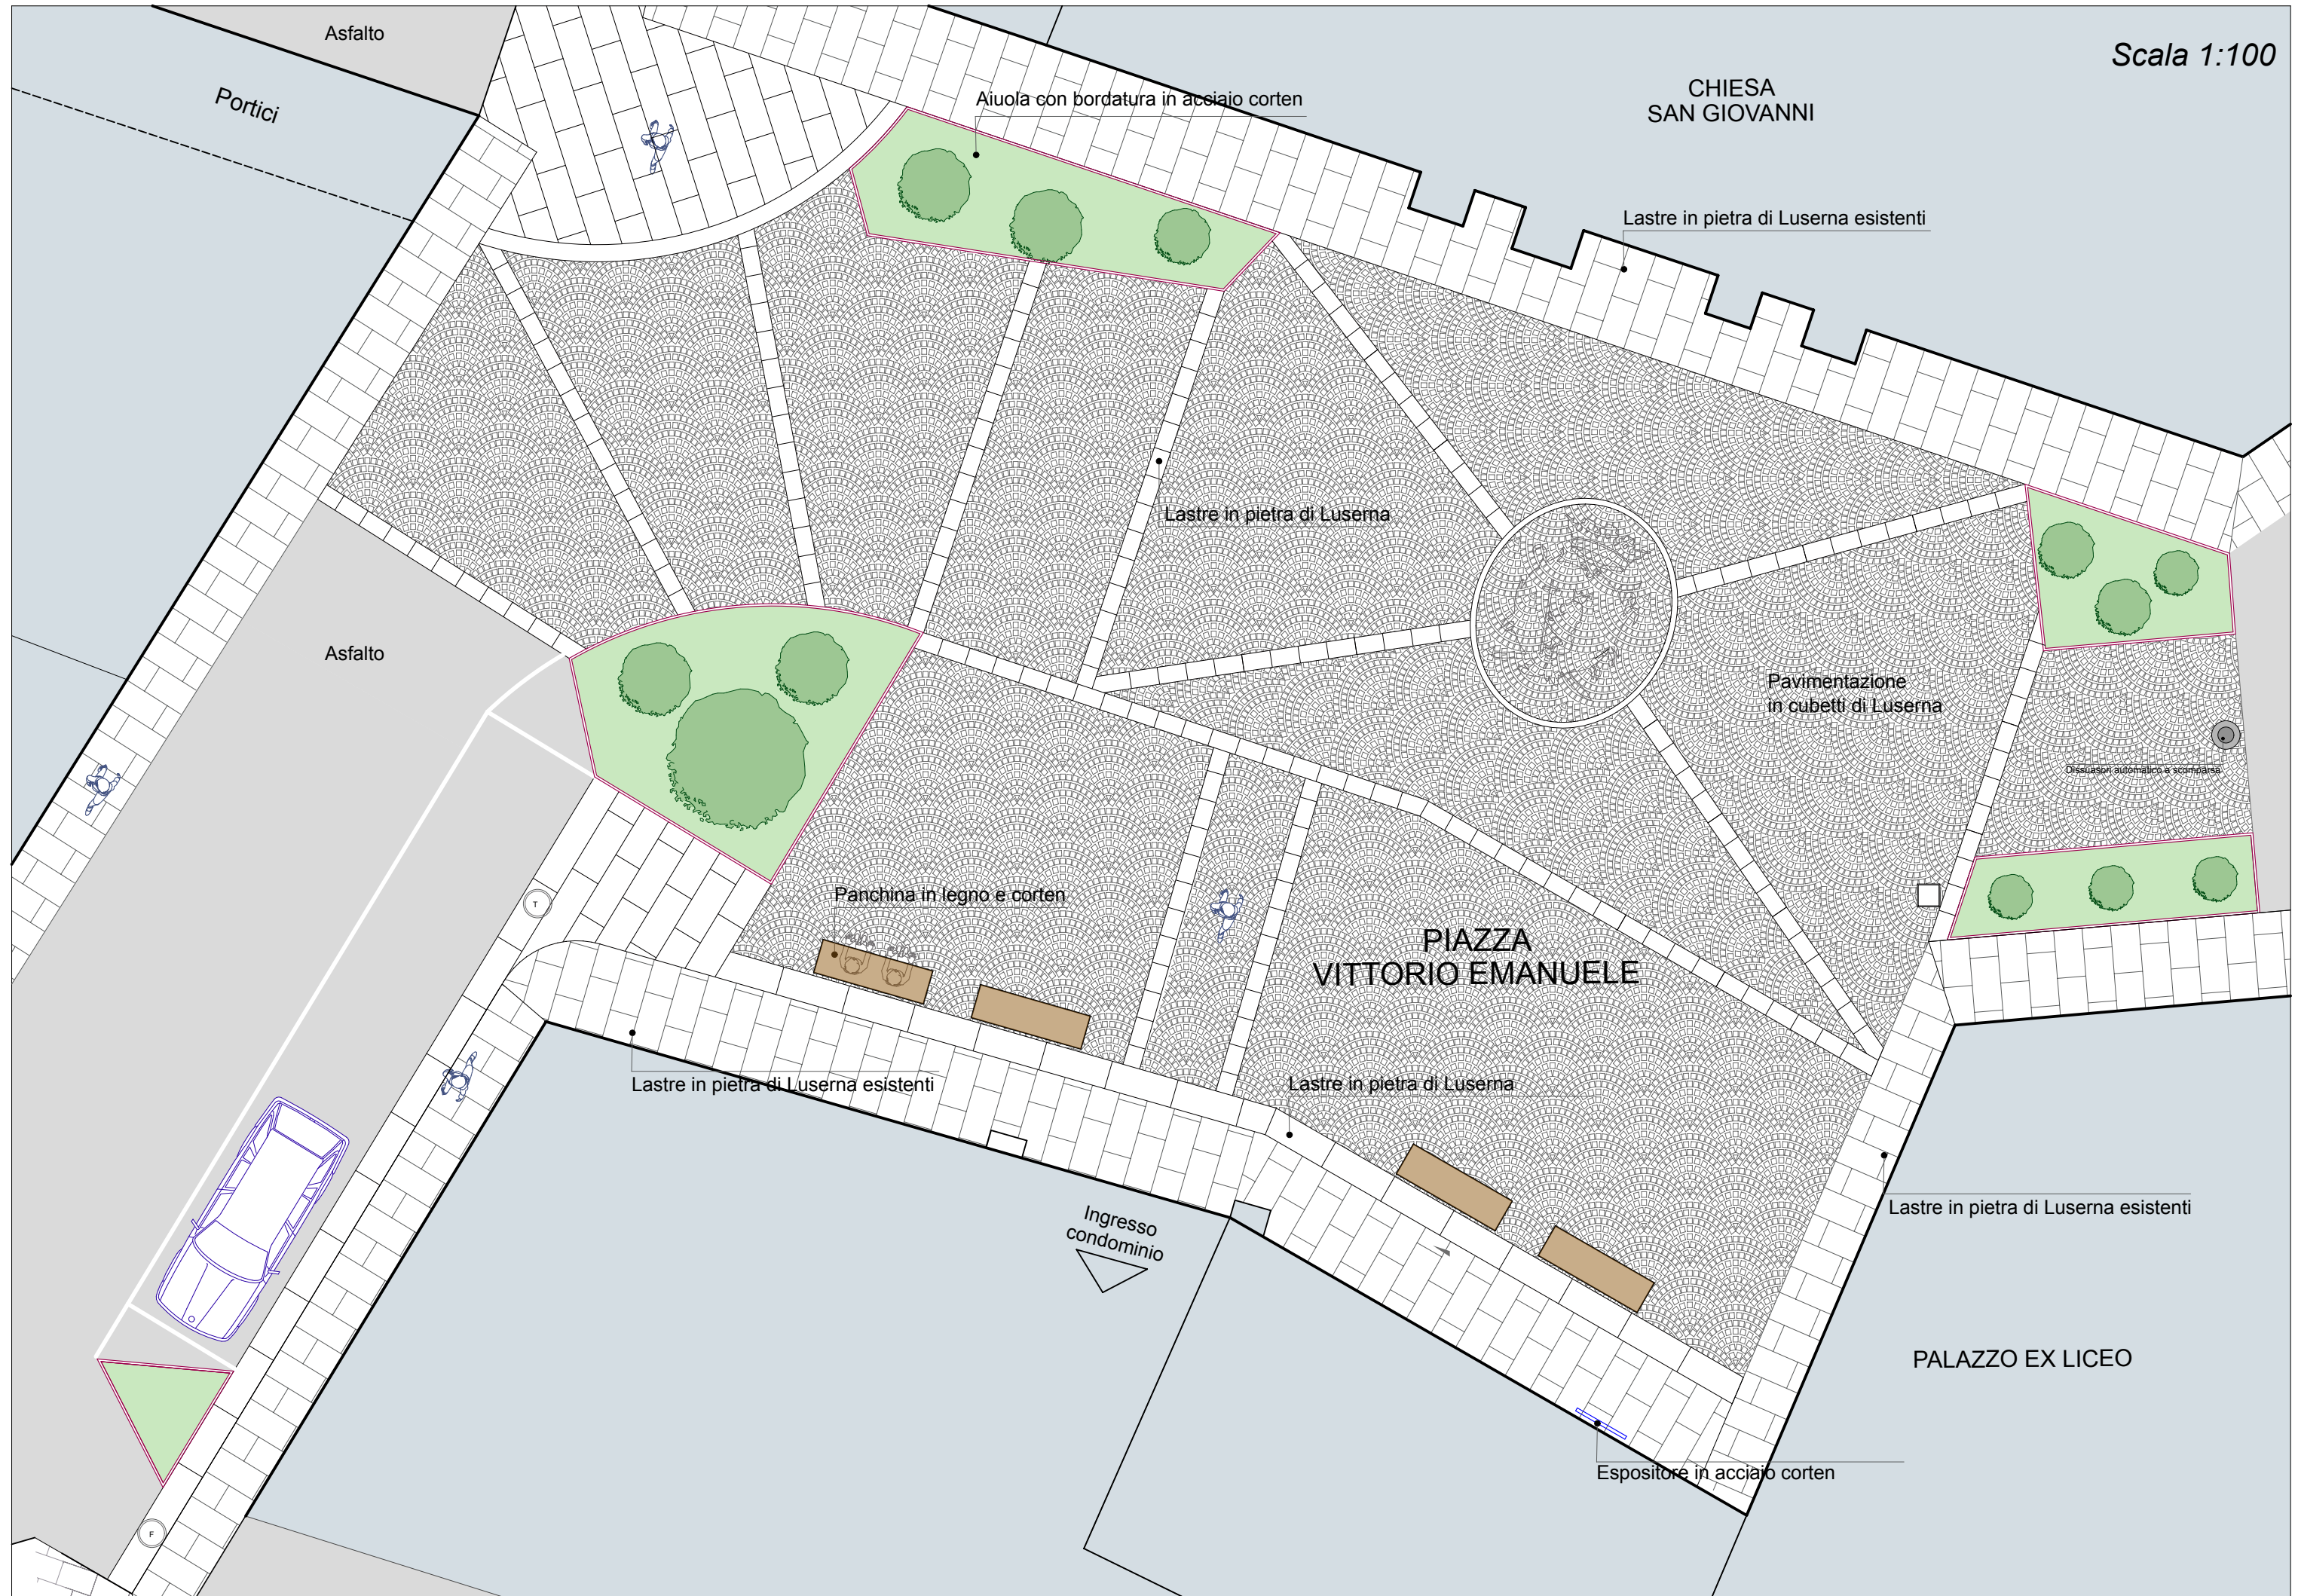 Asfalto
Scala 1:100
Portici
CHIESA
SAN GIOVANNI
Aiuola con bordatura in acciaio corten
Lastre in pietra di Luserna esistenti
Lastre in pietra di Luserna
Asfalto
Pavimentazione
in cubetti di Luserna
Dissuasori automatico a scomparsa
Panchina in legno e corten
T
PIAZZA
VITTORIO EMANUELE
Lastre in pietra di Luserna esistenti
Lastre in pietra di Luserna
Lastre in pietra di Luserna esistenti
Ingresso
condominio
PALAZZO EX LICEO
Espositore in acciaio corten
F